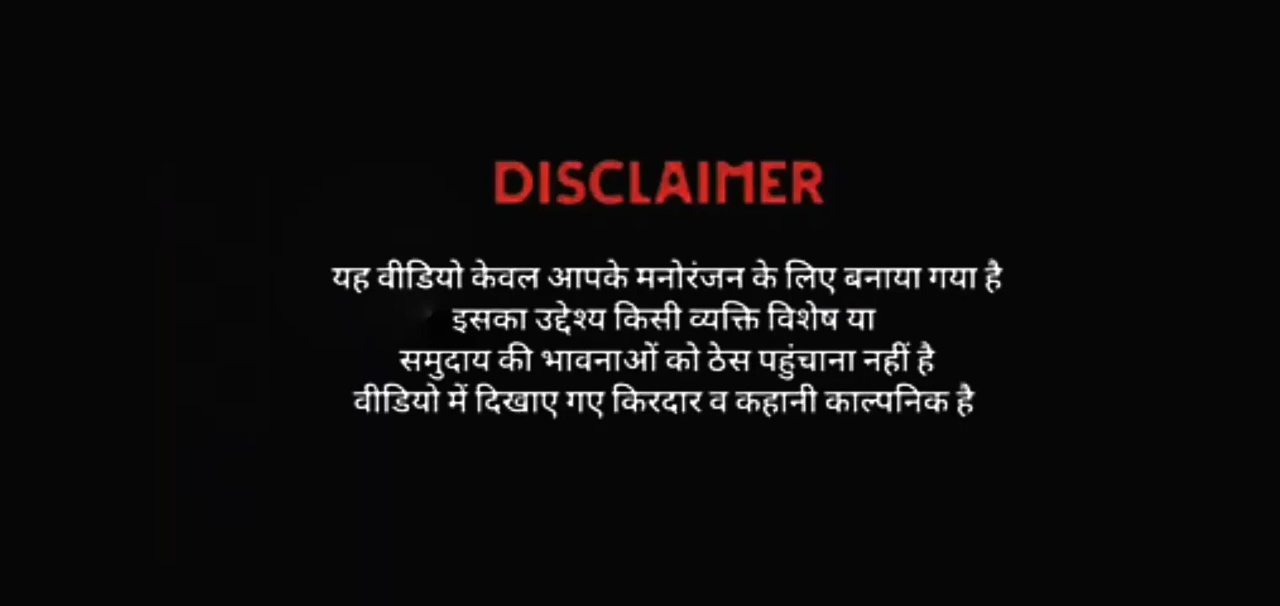 DISCLAIMER
यह वीडियो केवल आपके मनोरंजन के लिए बनाया गया है
इसका उद्देश्य किसी व्यक्ति विशेष या
समुदाय की भावनाओं को ठेस पहुंचाना नहीं है
वीडियो में दिखाए गए किरदार व कहानी काल्पनिक है